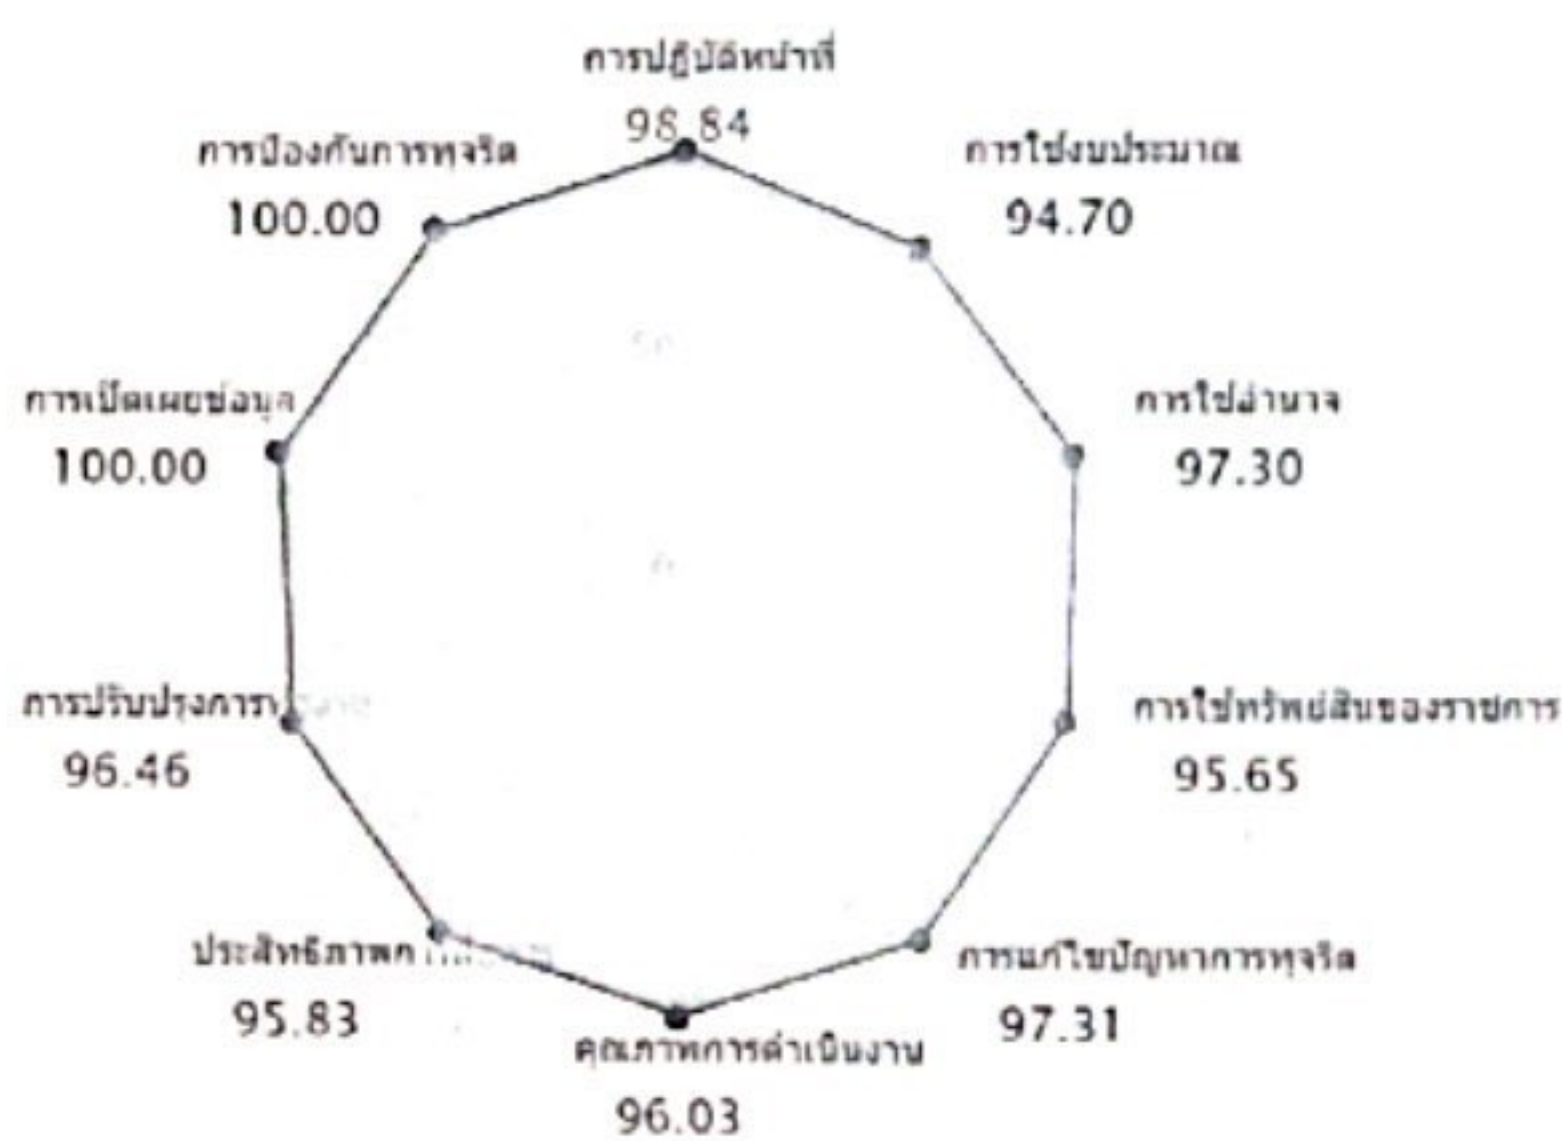 การปฏิบัติหน้าที่
98.84
การป้องกันการทุจริต
100.00
การใช้งบประมาณ
94.70
50
การเปิดเผยข้อมูล
100.00
การใช้อำนาจ
97.30
0
การปรับปรุงการ
96.46
การใช้ทรัพย์สินของราชการ
95.65
ประสิทธิภาพก
95.83
การแก้ไขปัญหาการทุจริต
97.31
คุณภาพการดำเนินงาน
96.03